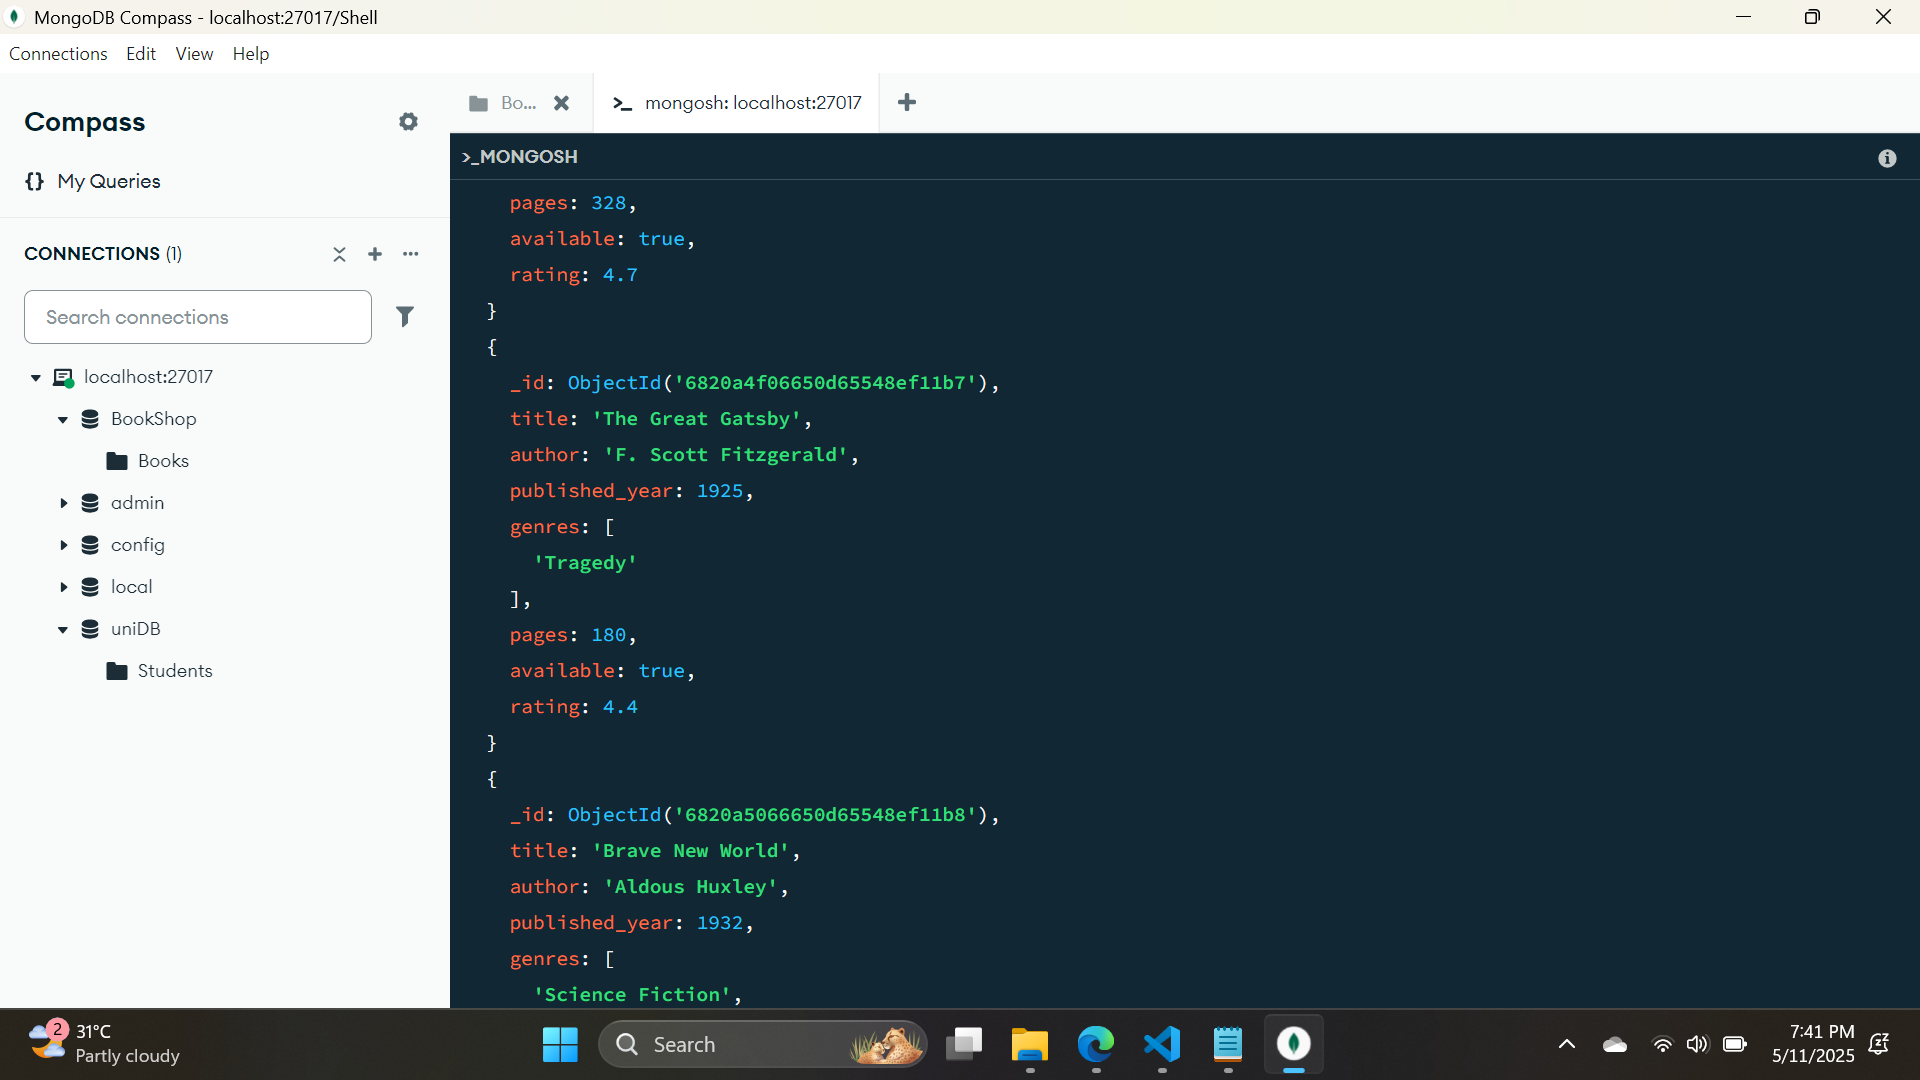 MongoDB Compass - localhost:27017/Shell
Connections Edit View Help
Compass
{} My Queries
CONNECTIONS (1)
Search connections
localhost:27017
BookShop
Books
admin
config
local
uniDB
Students
Bo...
>_ mongosh: localhost:27017
>_MONGOSH
pages: 328,
available: true,
rating: 4.7
}
{
_id: ObjectId('6820a4f06650d65548ef11b7'),
title: 'The Great Gatsby',
author: 'F. Scott Fitzgerald',
published_year: 1925,
genres: [
'Tragedy'
],
pages: 180,
available: true,
rating: 4.4
}
{
_id: ObjectId('6820a5066650d65548ef11b8'),
title: 'Brave New World',
author: 'Aldous Huxley',
published_year: 1932,
genres: [
'Science Fiction',
2
31°C
Partly cloudy
Search
7:41 PM
5/11/2025